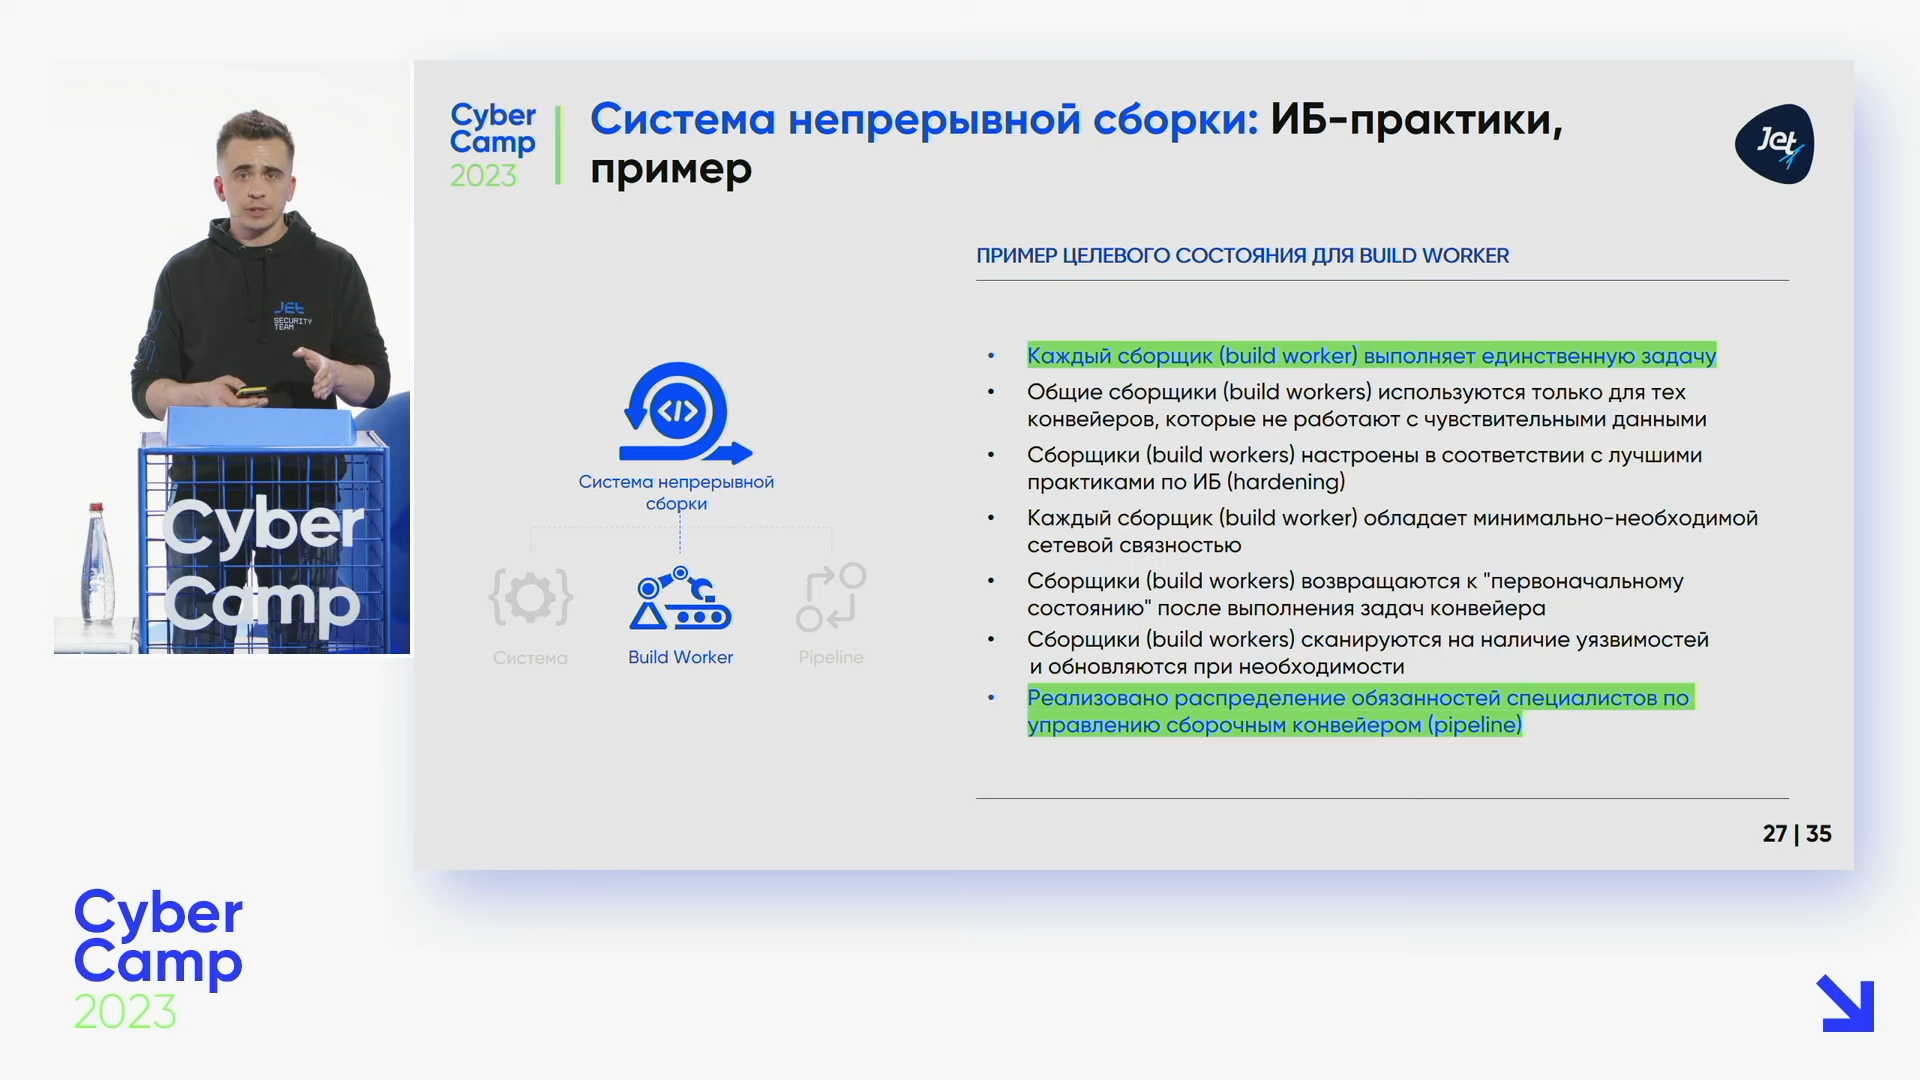 Cyber
Camp
2023
Система непрерывной сборки: ИБ-практики,
пример
Jet
ПРИМЕР ЦЕЛЕВОГО СОСТОЯНИЯ ДЛЯ BUILD WORKER
• Каждый сборщик (build worker) выполняет единственную задачу
• Общие сборщики (build workers) используются только для тех
конвейеров, которые не работают с чувствительными данными
• Сборщики (build workers) настроены в соответствии с лучшими
практиками по ИБ (hardening)
• Каждый сборщик (build worker) обладает минимально-необходимой
сетевой связностью
• Сборщики (build workers) возвращаются к "первоначальному
состоянию" после выполнения задач конвейера
• Сборщики (build workers) сканируются на наличие уязвимостей
и обновляются при необходимости
• Реализовано распределение обязанностей специалистов по
управлению сборочным конвейером (pipeline)
</>
Система непрерывной
сборки
Система
Build Worker
Pipeline
27 | 35
Jet
SECURITY
TEAM
Cyber
Camp
Cyber
Camp
2023